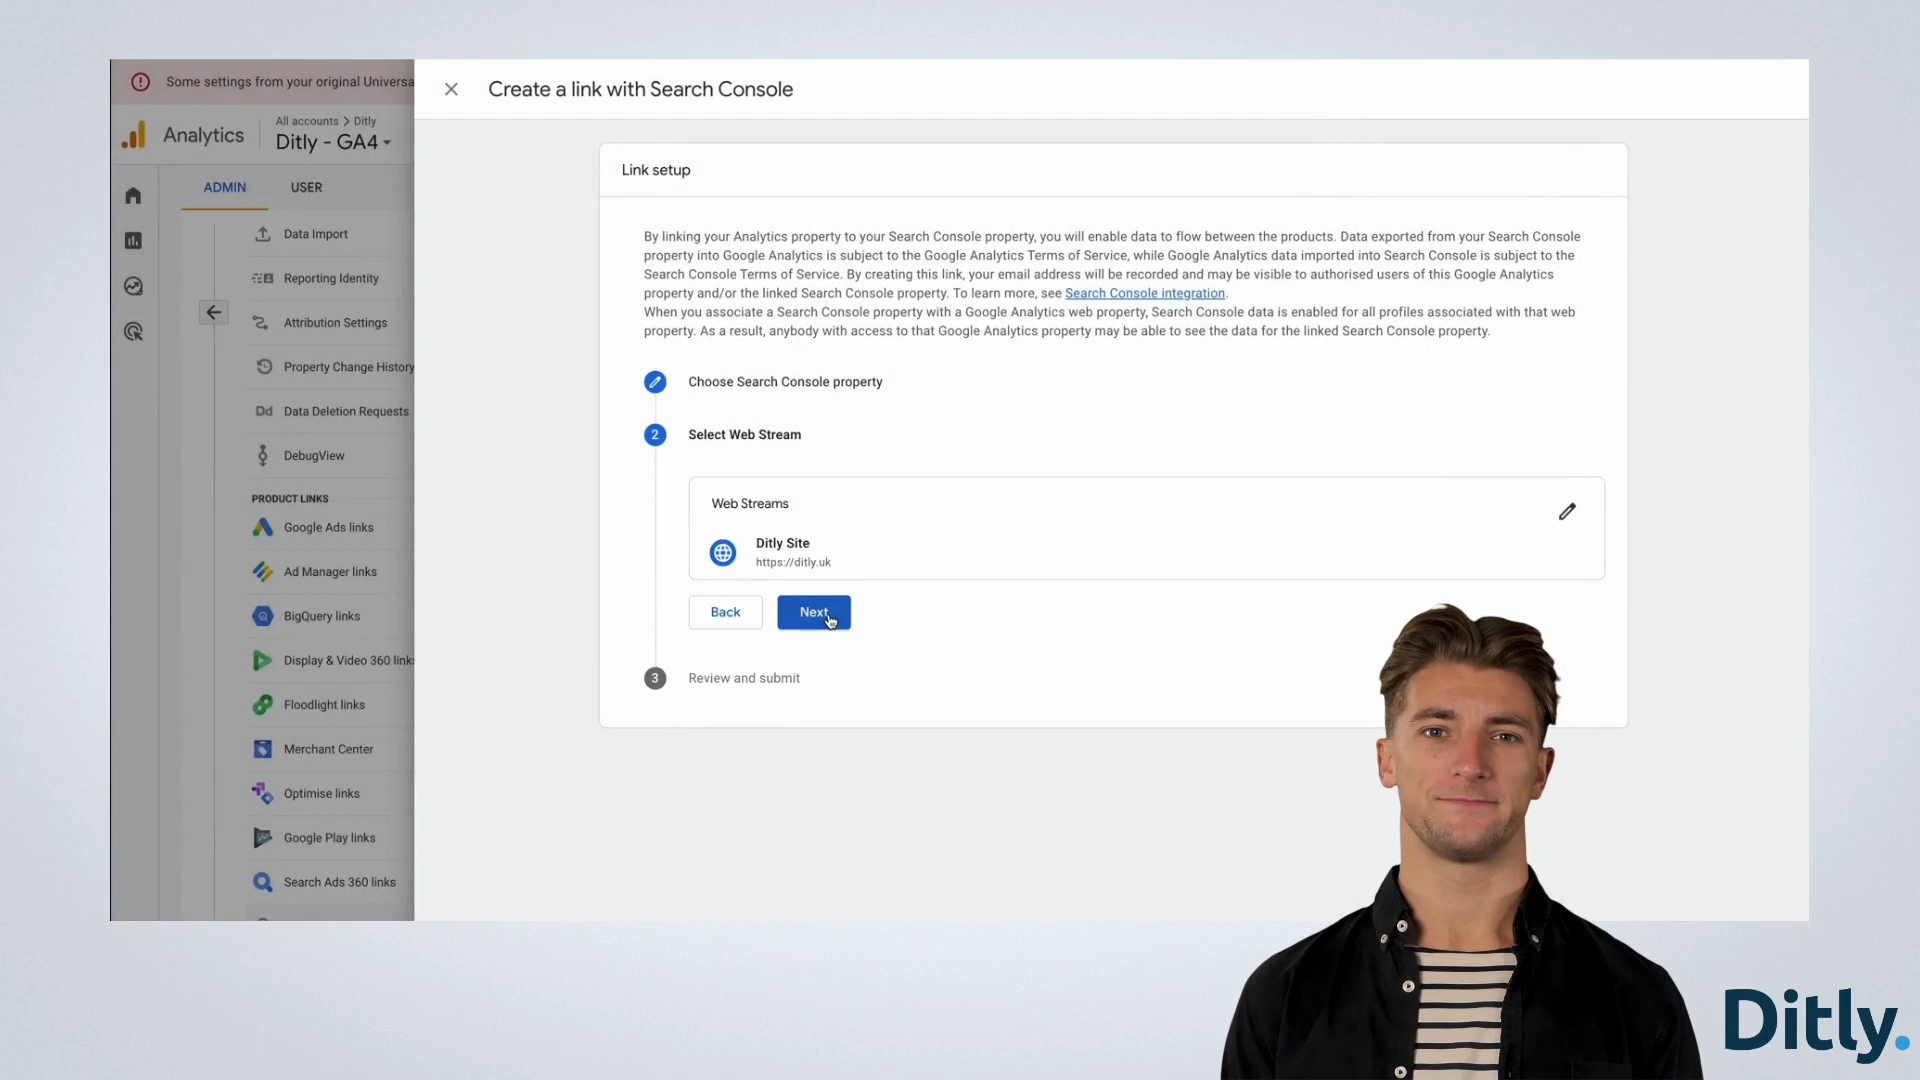 Some settings from your original Universa
Analytics
All accounts > Ditly
Ditly - GA4
ADMIN
USER
Data Import
Reporting Identity
Attribution Settings
Property Change History
Dd
Data Deletion Requests
DebugView
PRODUCT LINKS
Google Ads links
Ad Manager links
BigQuery links
Display & Video 360 links
Floodlight links
Merchant Center
Optimise links
Google Play links
Search Ads 360 links
Create a link with Search Console
Link setup
By linking your Analytics property to your Search Console property, you will enable data to flow between the products. Data exported from your Search Console
property into Google Analytics is subject to the Google Analytics Terms of Service, while Google Analytics data imported into Search Console is subject to the
Search Console Terms of Service. By creating this link, your email address will be recorded and may be visible to authorised users of this Google Analytics
property and/or the linked Search Console property. To learn more, see Search Console integration.
When you associate a Search Console property with a Google Analytics web property, Search Console data is enabled for all profiles associated with that web
property. As a result, anybody with access to that Google Analytics property may be able to see the data for the linked Search Console property.
Choose Search Console property
2
Select Web Stream
Web Streams
Ditly Site
https://ditly.uk
Back
Next
3
Review and submit
Ditly.